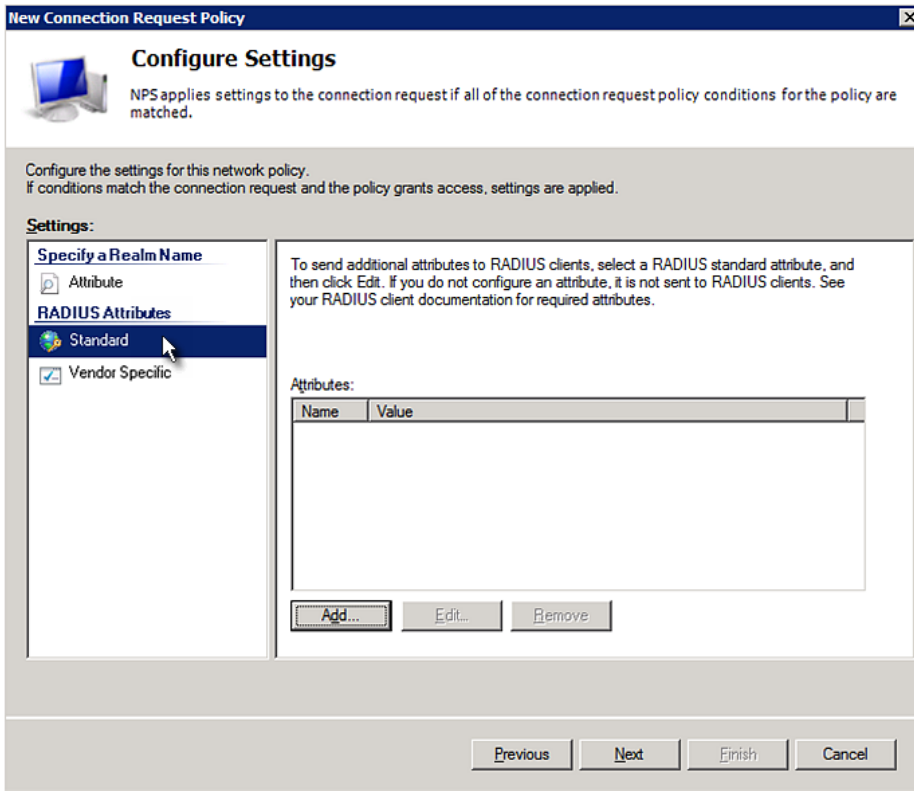 New Connection Request Policy
Configure Settings
NPS applies settings to the connection request if all of the connection request policy conditions for the policy are
matched.
Configure the settings for this network policy.
If conditions match the connection request and the policy grants access, settings are applied.
Settings:
Specify a Realm Name
Attribute
RADIUS Attributes
Standard
Vendor Specific
To send additional attributes to RADIUS clients, select a RADIUS standard attribute, and
then click Edit. If you do not configure an attribute, it is not sent to RADIUS clients. See
your RADIUS client documentation for required attributes.
Attributes:
Name Value
Add... Edit... Remove
Previous Next Finish Cancel